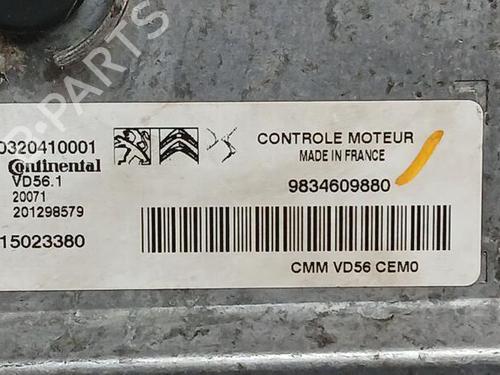 0320410001
Continental
VD56.1
20071
201298579
15023380
CONTROLE MOTEUR
MADE IN FRANCE
9834609880
CMM VD56 CEM0